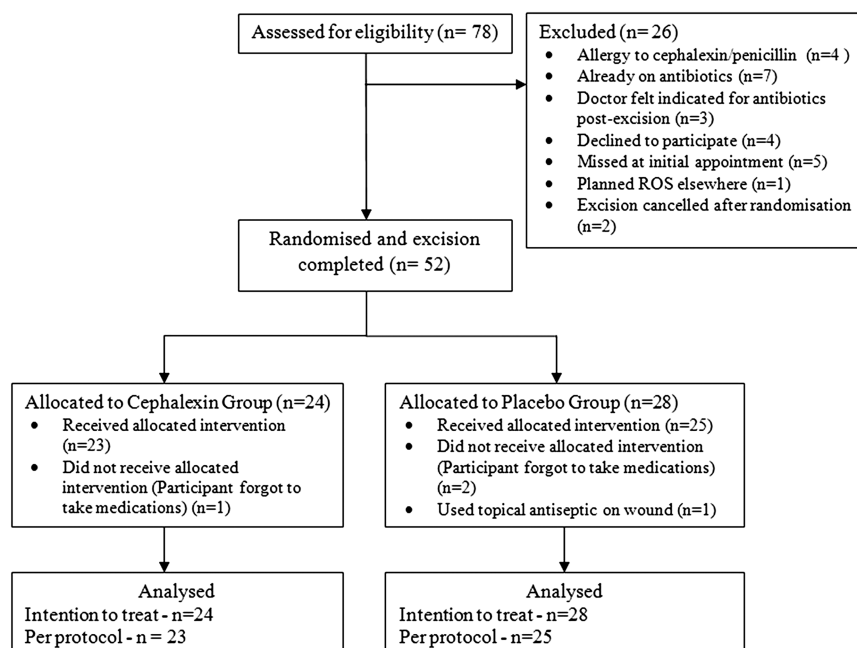 Assessed for eligibility (n= 78)
Excluded (n= 26)
• Allergy to cephalexin/penicillin (n=4 )
• Already on antibiotics (n=7)
• Doctor felt indicated for antibiotics
post-excision (n=3)
• Declined to participate (n=4)
• Missed at initial appointment (n=5)
• Planned ROS elsewhere (n=1)
• Excision cancelled after randomisation
(n=2)
Randomised and excision
completed (n= 52)
Allocated to Cephalexin Group (n=24)
• Received allocated intervention
(n=23)
• Did not receive allocated
intervention (Participant forgot to
take medications) (n=1)
Allocated to Placebo Group (n=28)
• Received allocated intervention (n=25)
• Did not receive allocated intervention
(Participant forgot to take medications)
(n=2)
• Used topical antiseptic on wound (n=1)
Analysed
Intention to treat - n=24
Per protocol - n = 23
Analysed
Intention to treat - n=28
Per protocol - n=25